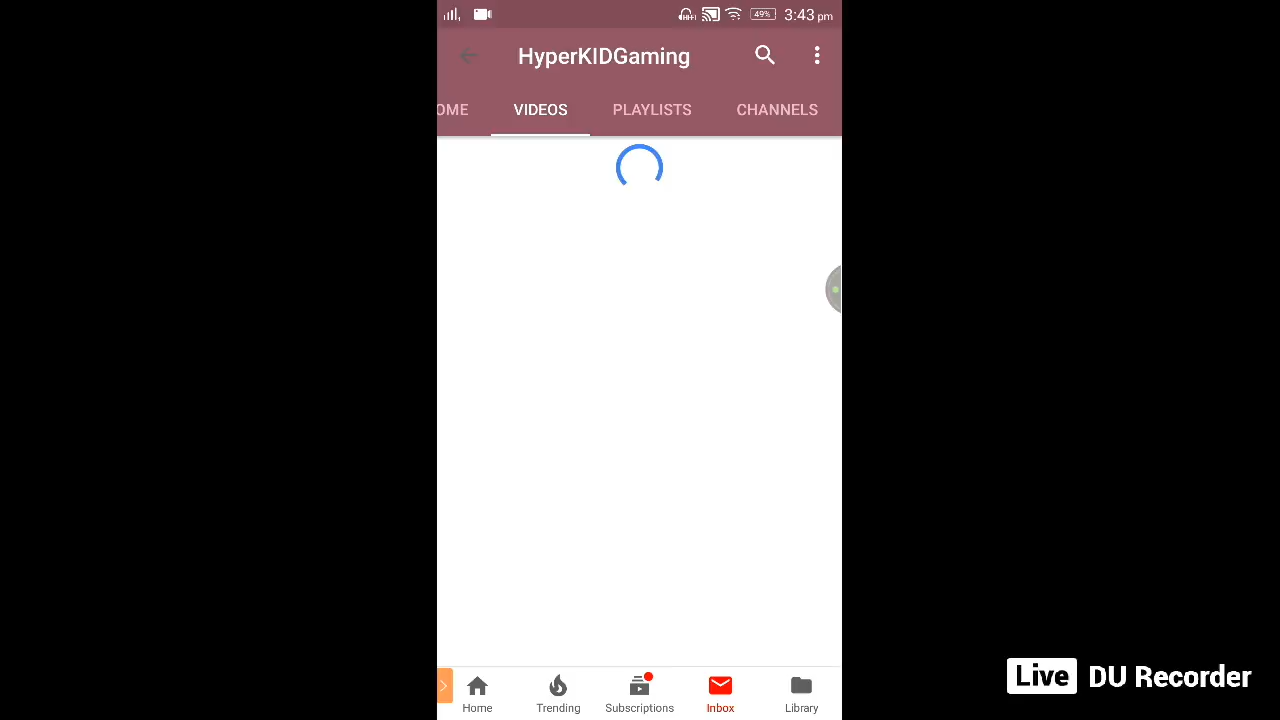 49% 3:43 pm
HyperKIDGaming
OME VIDEOS PLAYLISTS CHANNELS
Home Trending Subscriptions Inbox Library
Live DU Recorder